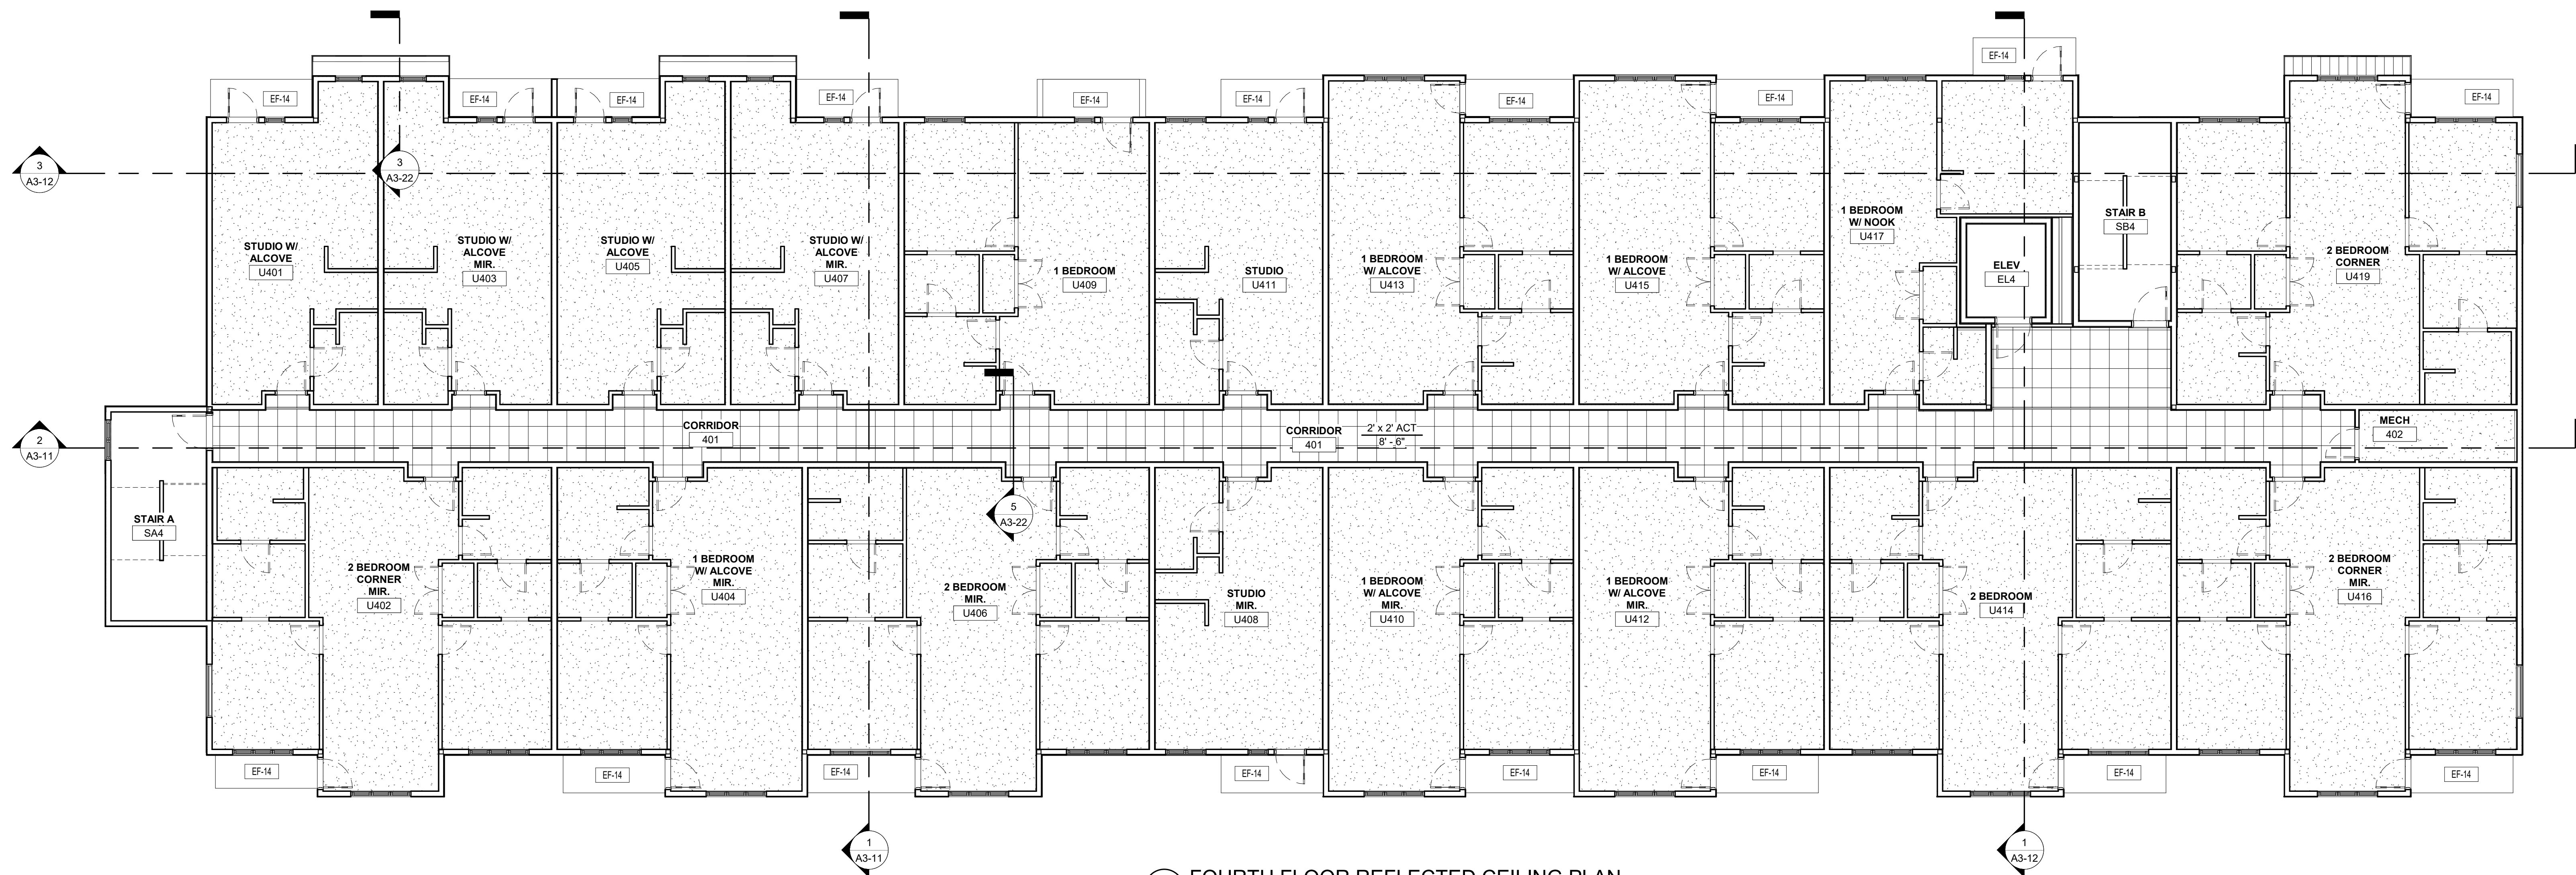 EF-14
EF-14
EF-14
EF-14
EF-14
EF-14
EF-14
EF-14
EF-14
EF-14
3
A3-12
3
A3-22
STUDIO W/
ALCOVE
U401
STUDIO W/
ALCOVE
MIR.
U403
STUDIO W/
ALCOVE
U405
STUDIO W/
ALCOVE
MIR.
U407
1 BEDROOM
U409
STUDIO
U411
1 BEDROOM
W/ ALCOVE
U413
1 BEDROOM
W/ ALCOVE
U415
1 BEDROOM
W/ NOOK
U417
ELEV
EL4
STAIR B
SB4
2 BEDROOM
CORNER
U419
2
A3-11
CORRIDOR
401
CORRIDOR
401
2' x 2' ACT
8' - 6"
MECH
402
STAIR A
SA4
5
A3-22
2 BEDROOM
CORNER
MIR.
U402
1 BEDROOM
W/ ALCOVE
MIR.
U404
2 BEDROOM
MIR.
U406
STUDIO
MIR.
U408
1 BEDROOM
W/ ALCOVE
MIR.
U410
1 BEDROOM
W/ ALCOVE
MIR.
U412
2 BEDROOM
U414
2 BEDROOM
CORNER
MIR.
U416
EF-14
EF-14
EF-14
EF-14
EF-14
EF-14
EF-14
EF-14
1
A3-11
1
A3-12
FOURTH FLOOR REFLECTED CEILING PLAN